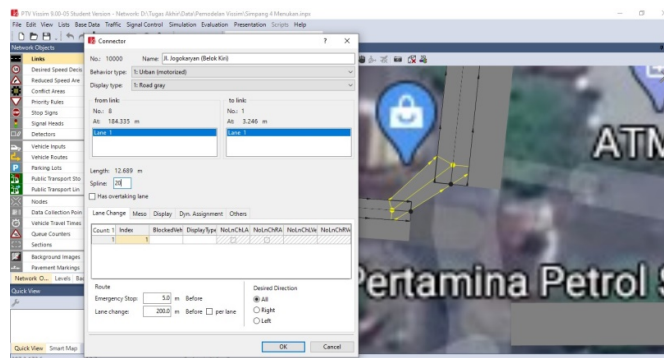 PTV Vissim 9.00-05 Student Version - Network: D:\Tugas Akhir\Data\Pemodelan Vissim\Simpang 4 Menukan.inpx
File Edit View Lists Base Data Traffic Signal Control Simulation Evaluation Presentation Scripts Help
Network Objects
Links
Desired Speed Decis
Reduced Speed Are
Conflict Areas
Priority Rules
Stop Signs
Signal Heads
Detectors
Vehicle Inputs
Vehicle Routes
Parking Lots
Public Transport Sto
Public Transport Lin
Nodes
Data Collection Poin
Vehicle Travel Times
Queue Counters
Sections
Background Images
Pavement Markings
Network O... Levels Ba
Quick View
Quick View Smart Map
Connector
? X
No.: 10000 Name: Jl. Jogokaryan (Belok Kiri)
Behavior type: 1: Urban (motorized)
Display type: 1: Road gray
from link:
No.: 8
At: 184.335 m
Lane 1
to link:
No.: 1
At: 3.246 m
Lane 1
Length: 12.689 m
Spline: 20
Has overtaking lane
Lane Change Meso Display Dyn. Assignment Others
Count: 1 Index BlockedVeh DisplayType NoLnChLA NoLnChRA NoLnChLVe NoLnChRVe
1 1
Route
Emergency Stop: 5.0 m Before
Lane change: 200.0 m Before per lane
Desired Direction
All
Right
Left
OK Cancel
ATM
Pertamina Petrol S